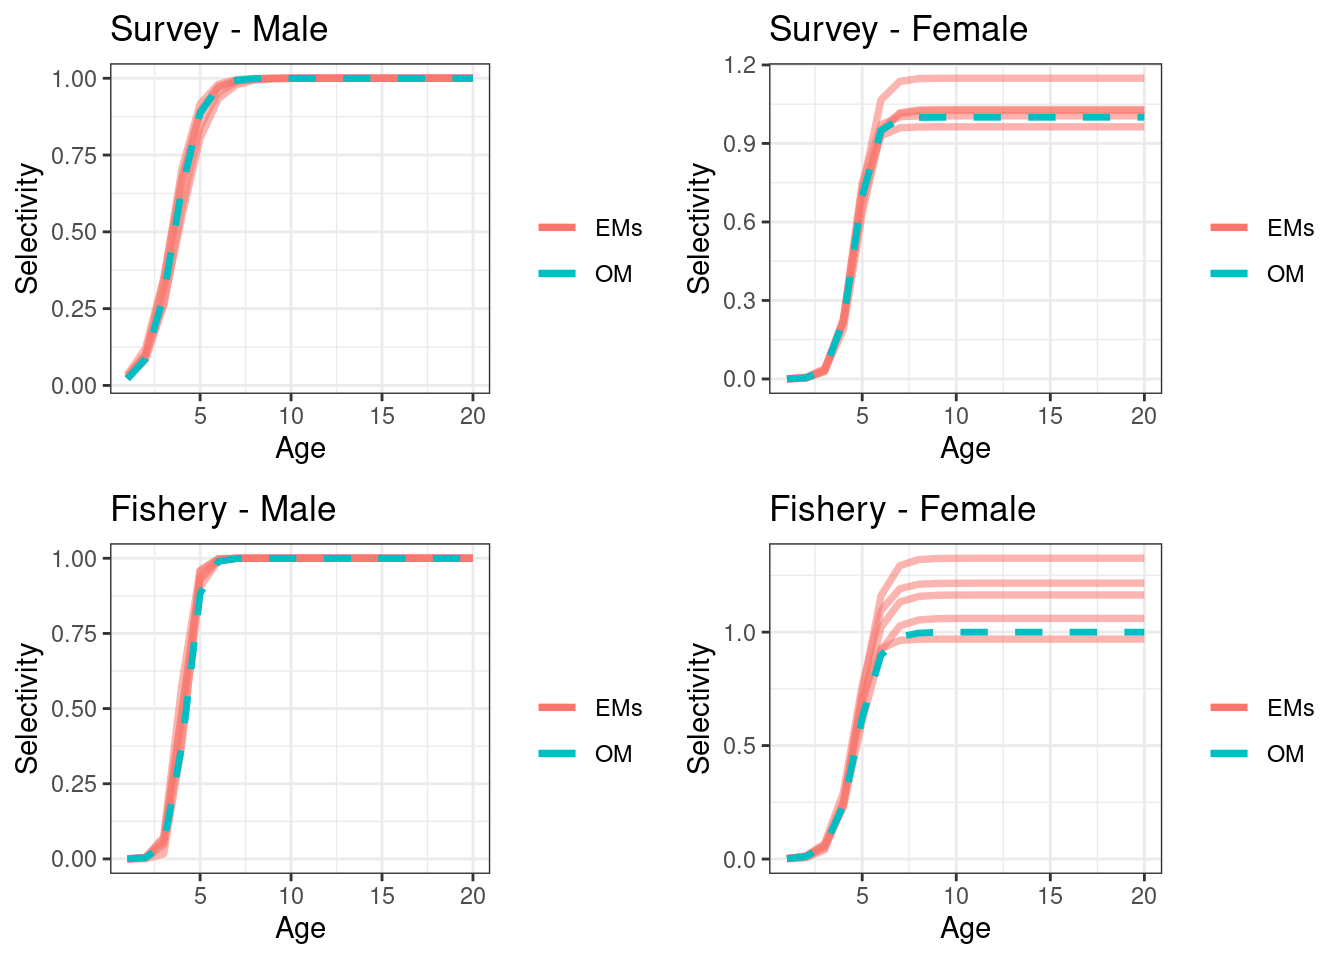 Survey - Male
Selectivity
1.00
0.75
0.50
0.25
0.00
5 10 15 20
Age
EMs
OM
Survey - Female
Selectivity
1.2
0.9
0.6
0.3
0.0
5 10 15 20
Age
EMs
OM
Fishery - Male
Selectivity
1.00
0.75
0.50
0.25
0.00
5 10 15 20
Age
EMs
OM
Fishery - Female
Selectivity
1.0
0.5
0.0
5 10 15 20
Age
EMs
OM